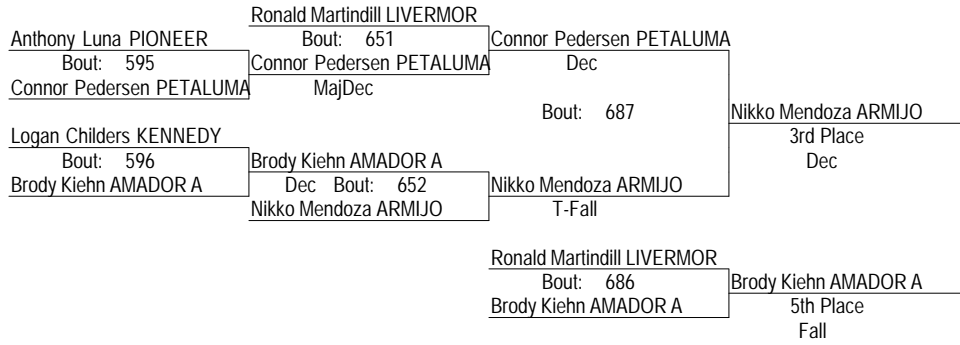 Ronald Martindill LIVERMOR
Anthony Luna PIONEER Bout: 651 Connor Pedersen PETALUMA
Bout: 595 Connor Pedersen PETALUMA Dec
Connor Pedersen PETALUMA MajDec
Bout: 687 Nikko Mendoza ARMIJO
Logan Childers KENNEDY 3rd Place
Bout: 596 Brody Kiehn AMADOR A Dec
Brody Kiehn AMADOR A Dec Bout: 652 Nikko Mendoza ARMIJO
Nikko Mendoza ARMIJO T-Fall
Ronald Martindill LIVERMOR
Bout: 686 Brody Kiehn AMADOR A
Brody Kiehn AMADOR A 5th Place
Fall